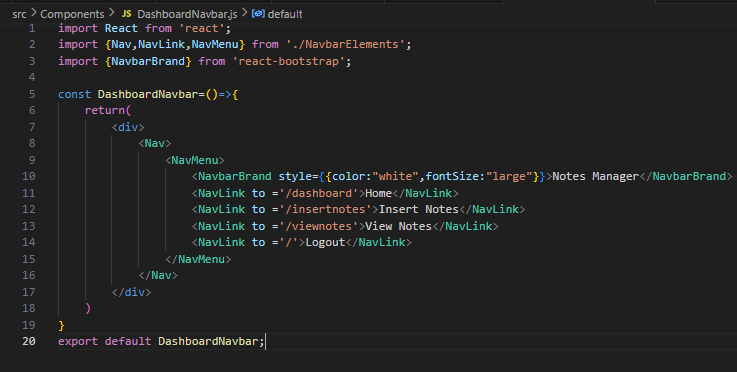 src > Components > JS DashboardNavbar.js > default
1 import React from 'react';
2 import {Nav,NavLink,NavMenu} from './NavbarElements';
3 import {NavbarBrand} from 'react-bootstrap';
4
5 const DashboardNavbar=()=>{
6     return(
7         <div>
8             <Nav>
9                 <NavMenu>
10                     <NavbarBrand style={{color:"white",fontSize:"large"}}>Notes Manager</NavbarBrand>
11                     <NavLink to ='/dashboard'>Home</NavLink>
12                     <NavLink to ='/insertnotes'>Insert Notes</NavLink>
13                     <NavLink to ='/viewnotes'>View Notes</NavLink>
14                     <NavLink to ='/'>Logout</NavLink>
15                 </NavMenu>
16             </Nav>
17         </div>
18     )
19 }
20 export default DashboardNavbar;